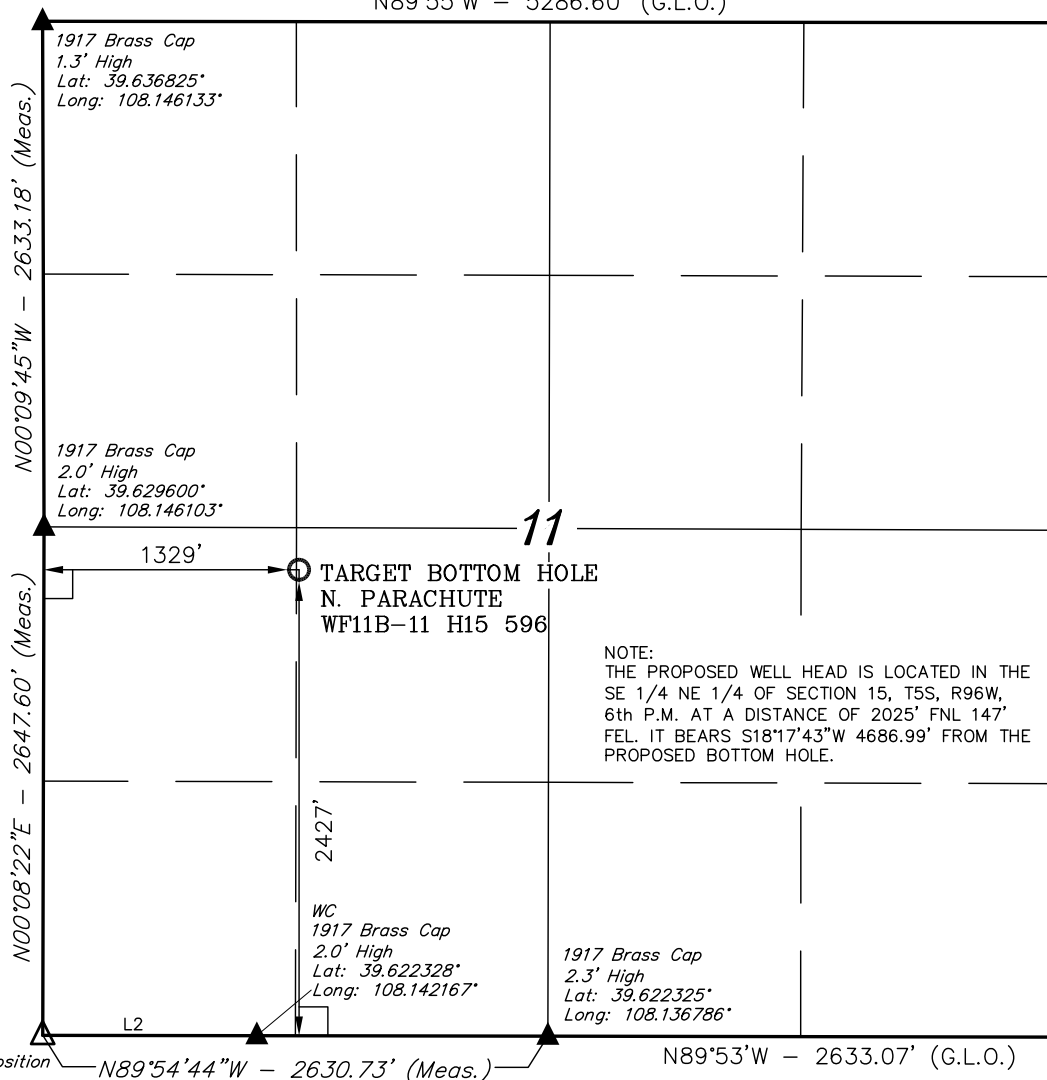 N89°55'W - 5286.60' (G.L.O.)
1917 Brass Cap
1.3' High
Lat: 39.636825°
Long: 108.146133°
N00°09'45"W - 2633.18' (Meas.)
1917 Brass Cap
2.0' High
Lat: 39.629600°
Long: 108.146103°
11
1329'
TARGET BOTTOM HOLE
N. PARACHUTE
WF11B-11 H15 596
NOTE:
THE PROPOSED WELL HEAD IS LOCATED IN THE
SE 1/4 NE 1/4 OF SECTION 15, T5S, R96W,
6th P.M. AT A DISTANCE OF 2025' FNL 147'
FEL. IT BEARS S18°17'43"W 4686.99' FROM THE
PROPOSED BOTTOM HOLE.
N00°08'22"E - 2647.60' (Meas.)
2427'
WC
1917 Brass Cap
2.0' High
Lat: 39.622328°
Long: 108.142167°
1917 Brass Cap
2.3' High
Lat: 39.622325°
Long: 108.136786°
L2
osition
N89°54'44"W - 2630.73' (Meas.)
N89°53'W - 2633.07' (G.L.O.)